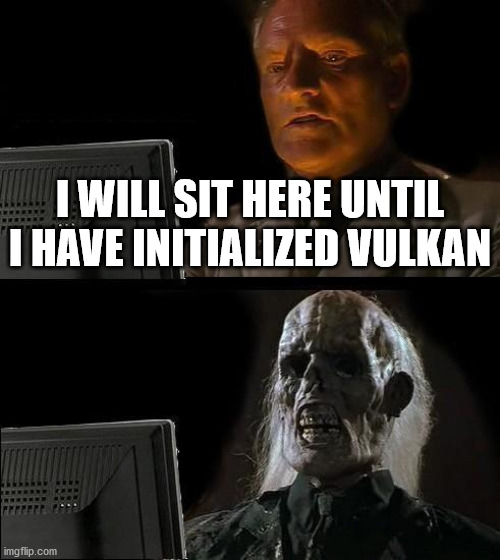 I WILL SIT HERE UNTIL
I HAVE INITIALIZED VULKAN
imgflip.com